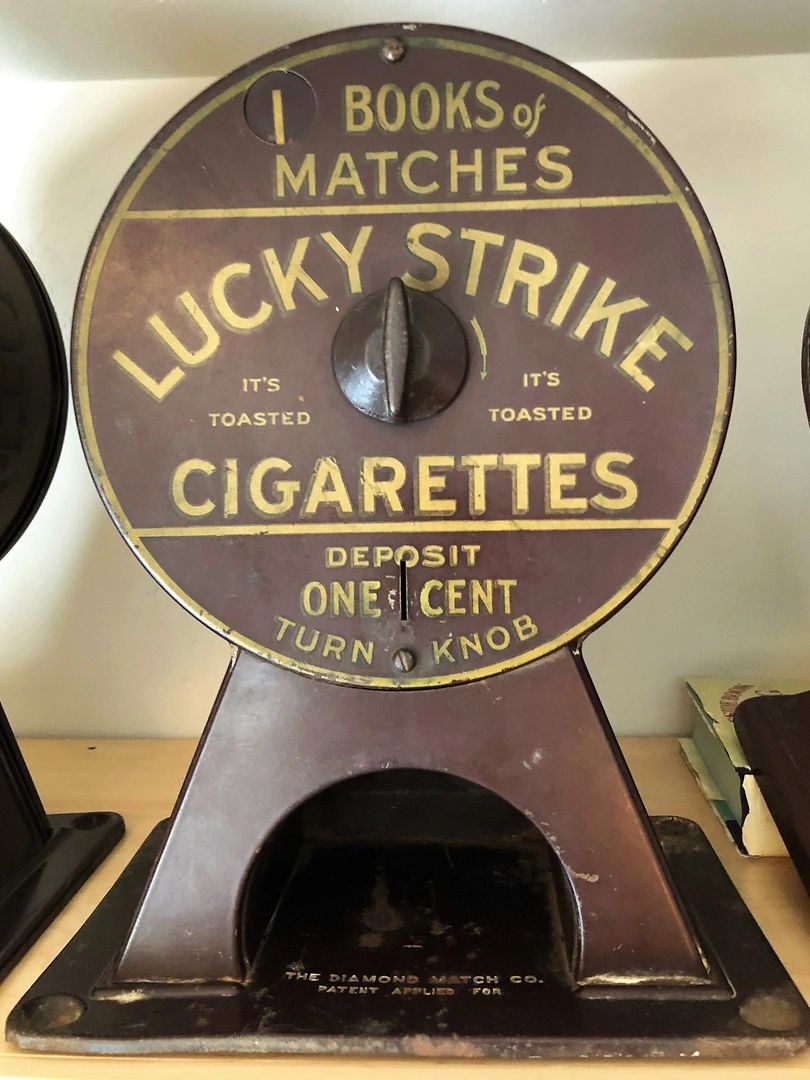 1 BOOKS of
MATCHES
LUCKY STRIKE
IT'S
TOASTED
IT'S
TOASTED
CIGARETTES
DEPOSIT
ONE CENT
TURN KNOB
THE DIAMOND MATCH CO.
PATENT APPLIED FOR